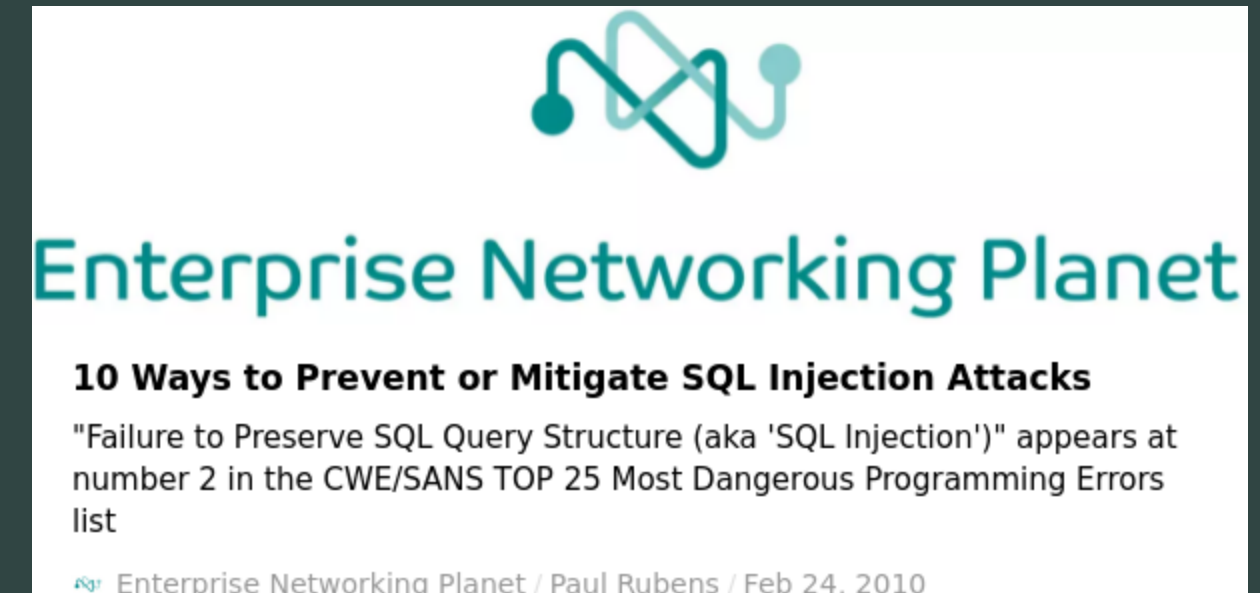 Enterprise Networking Planet
10 Ways to Prevent or Mitigate SQL Injection Attacks
"Failure to Preserve SQL Query Structure (aka 'SQL Injection')" appears at
number 2 in the CWE/SANS TOP 25 Most Dangerous Programming Errors
list
Enterprise Networking Planet / Paul Rubens / Feb 24, 2010